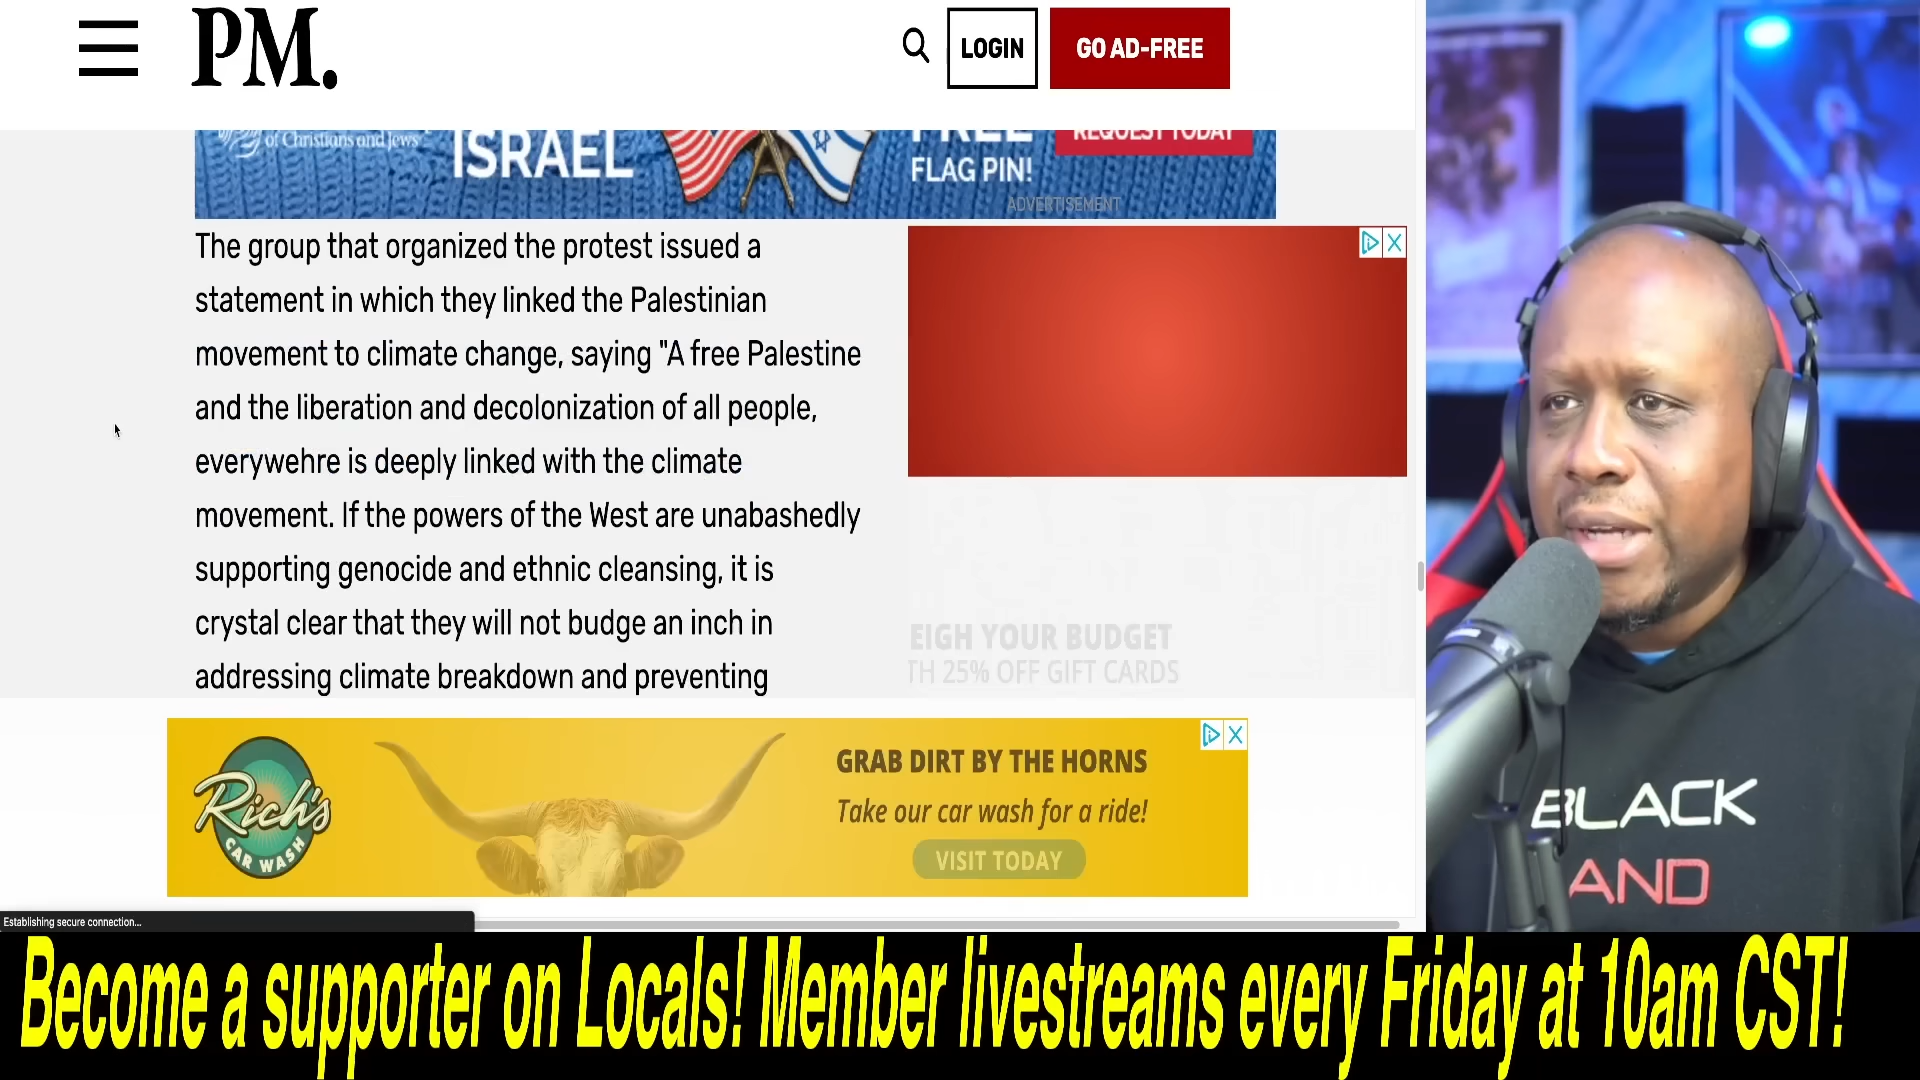 PM.
LOGIN
GO AD-FREE
of Christians and Jews
ISRAEL
FREE
FLAG PIN!
REQUEST TODAY
ADVERTISEMENT
The group that organized the protest issued a
statement in which they linked the Palestinian
movement to climate change, saying "A free Palestine
and the liberation and decolonization of all people,
everywehre is deeply linked with the climate
movement. If the powers of the West are unabashedly
supporting genocide and ethnic cleansing, it is
crystal clear that they will not budge an inch in
addressing climate breakdown and preventing
EIGH YOUR BUDGET
TH 25% OFF GIFT CARDS
Rich's
CAR WASH
GRAB DIRT BY THE HORNS
Take our car wash for a ride!
VISIT TODAY
Establishing secure connection...
BLACK
AND
Become a supporter on Locals! Member livestreams every Friday at 10am CST!